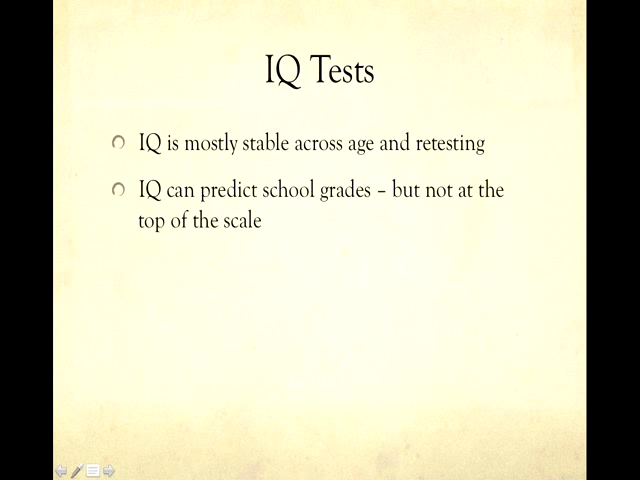 IQ Tests
IQ is mostly stable across age and retesting
IQ can predict school grades – but not at the
top of the scale